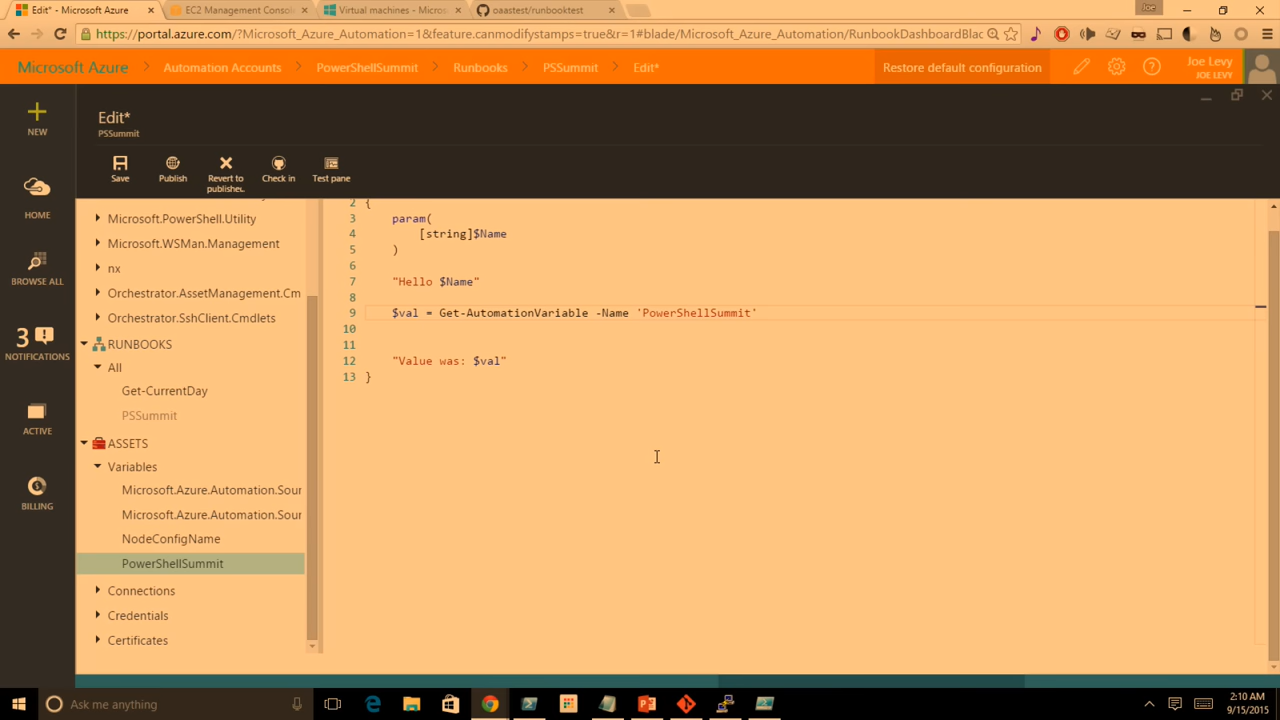 Edit* - Microsoft Azure
EC2 Management Consol
Virtual machines - Micros
oaastest/runbooktest
Joe
https://portal.azure.com/?Microsoft_Azure_Automation=1&feature.canmodifystamps=true&r=1#blade/Microsoft_Azure_Automation/RunbookDashboardBlac
Microsoft Azure
Automation Accounts
PowerShellSummit
Runbooks
PSSummit
Edit*
Restore default configuration
Joe Levy
JOE LEVY
Edit*
PSSummit
NEW
HOME
BROWSE ALL
3
NOTIFICATIONS
ACTIVE
BILLING
Save
Publish
Revert to
publishe..
Check in
Test pane
Microsoft.PowerShell.Utility
Microsoft.WSMan.Management
nx
Orchestrator.AssetManagement.Cm
Orchestrator.SshClient.Cmdlets
RUNBOOKS
All
Get-CurrentDay
PSSummit
ASSETS
Variables
Microsoft.Azure.Automation.Sour
Microsoft.Azure.Automation.Sour
NodeConfigName
PowerShellSummit
Connections
Credentials
Certificates
2 {
3 param(
4 [string]$Name
5 )
6
7 "Hello $Name"
8
9 $val = Get-AutomationVariable -Name 'PowerShellSummit'
10
11
12 "Value was: $val"
13 }
Ask me anything
2:10 AM
9/15/2015